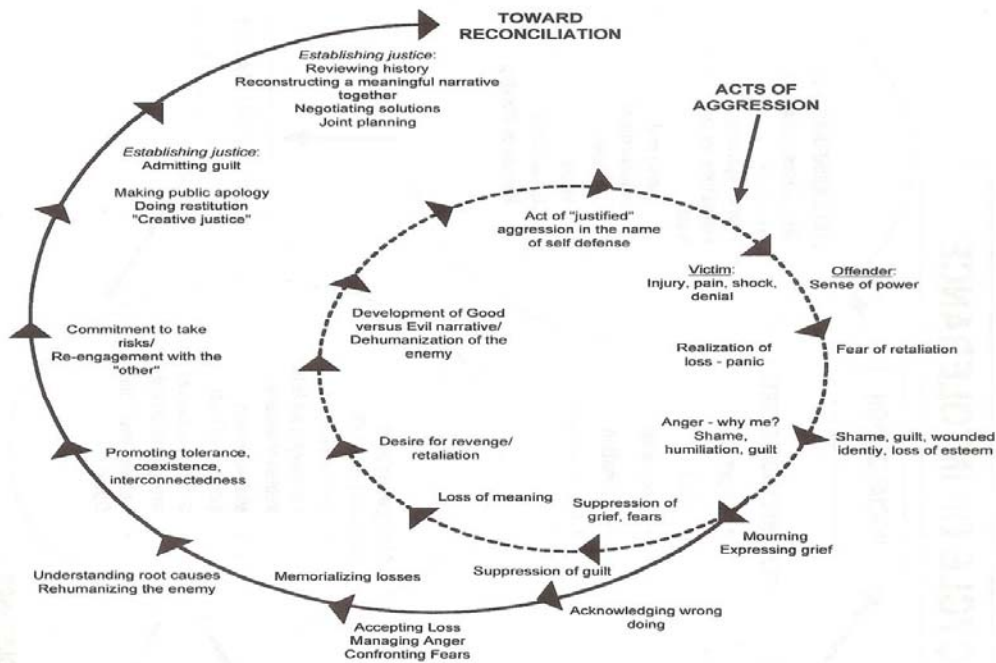 TOWARD
RECONCILIATION
Establishing justice:
Reviewing history
Reconstructing a meaningful narrative
together
Negotiating solutions
Joint planning
ACTS OF
AGGRESSION
Establishing justice:
Admitting guilt
Making public apology
Doing restitution
"Creative justice"
Act of "justified"
aggression in the name
of self defense
Victim:
Injury, pain, shock,
denial
Offender:
Sense of power
Development of Good
versus Evil narrative/
Dehumanization of the
enemy
Commitment to take
risks/
Re-engagement with the
"other"
Realization of
loss - panic
Fear of retaliation
Anger - why me?
Shame,
humiliation, guilt
Shame, guilt, wounded
identiy, loss of esteem
Desire for revenge/
retaliation
Promoting tolerance,
coexistence,
interconnectedness
Loss of meaning
Suppression of
grief, fears
Mourning
Expressing grief
Suppression of guilt
Understanding root causes
Rehumanizing the enemy
Memorializing losses
Acknowledging wrong
doing
Accepting Loss
Managing Anger
Confronting Fears